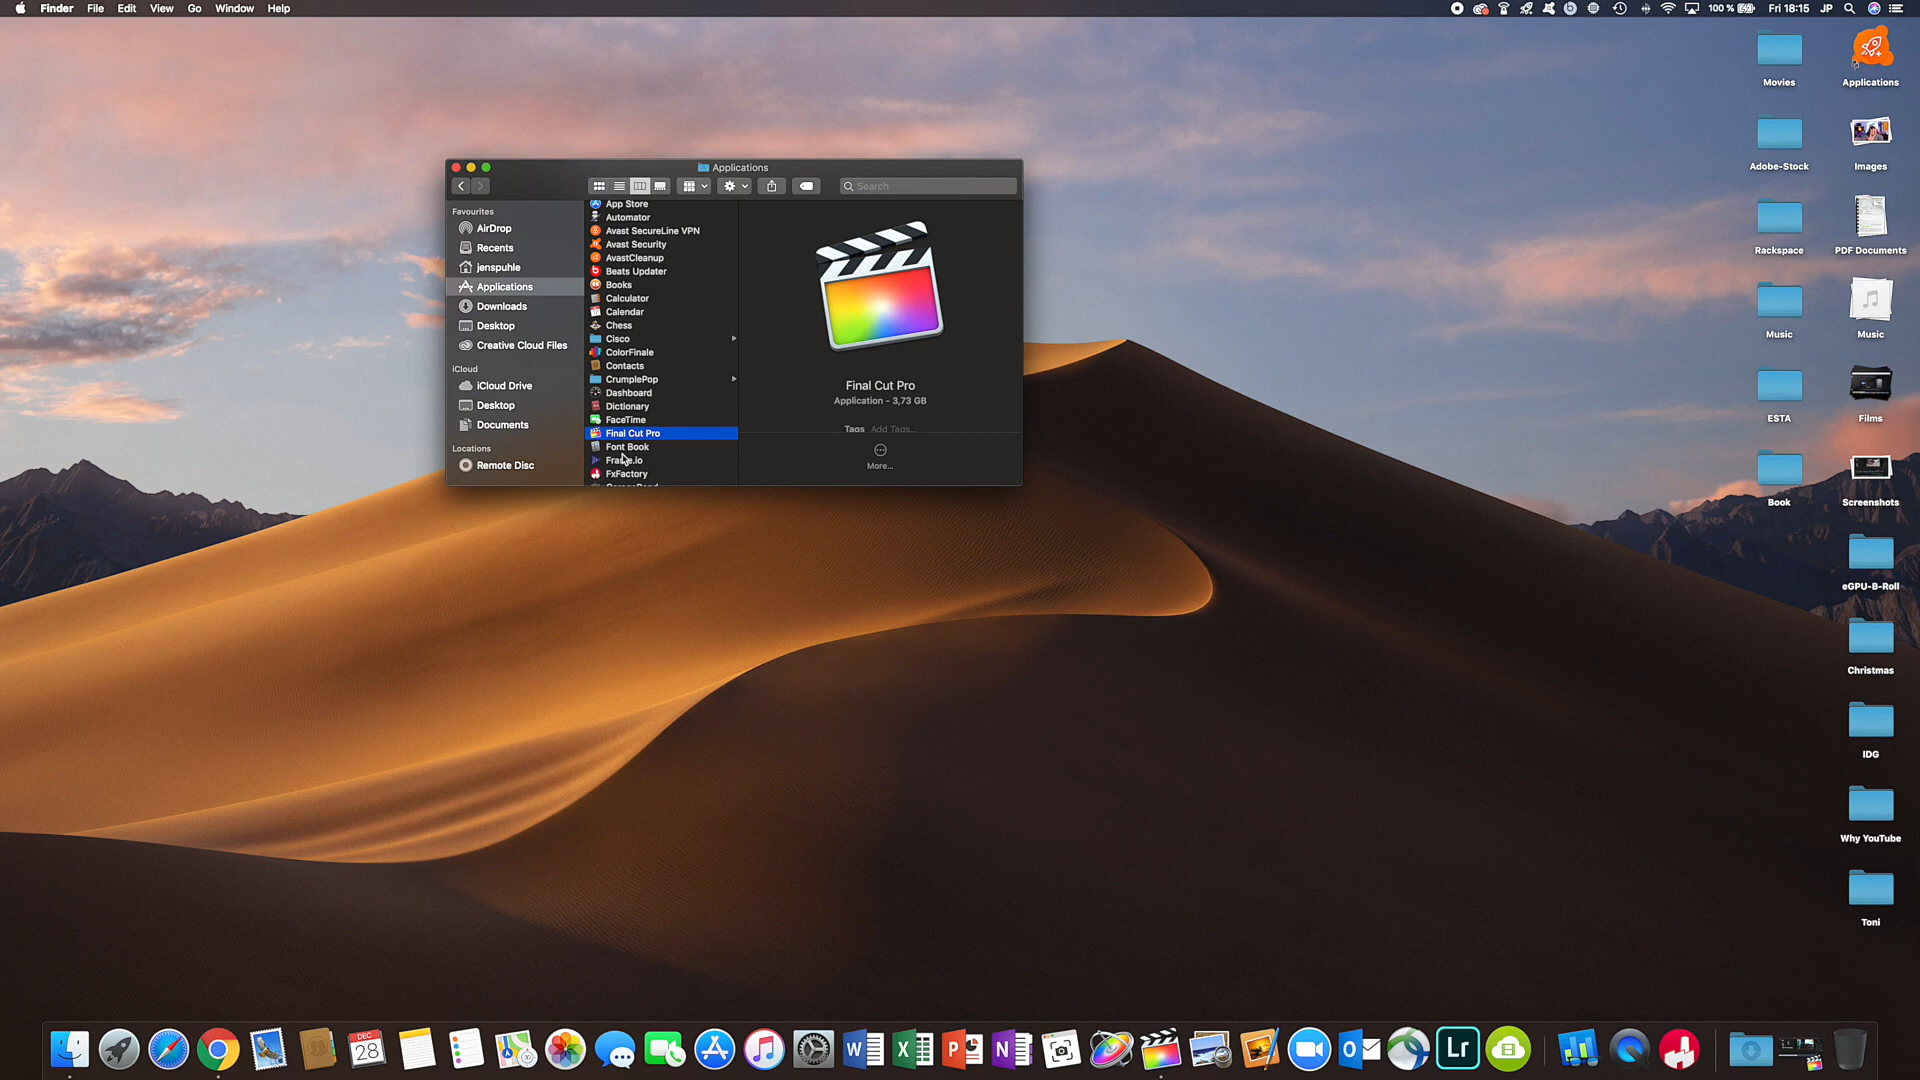 Finder File Edit View Go Window Help
100 % Fri 18:15 JP
Applications
Search
Favourites
AirDrop
Recents
jenspuhle
Applications
Downloads
Desktop
Creative Cloud Files
iCloud
iCloud Drive
Desktop
Documents
Locations
Remote Disc
App Store
Automator
Avast SecureLine VPN
Avast Security
AvastCleanup
Beats Updater
Books
Calculator
Calendar
Chess
Cisco
ColorFinale
Contacts
CrumplePop
Dashboard
Dictionary
FaceTime
Final Cut Pro
Font Book
Frame.io
FxFactory
Final Cut Pro
Application - 3,73 GB
Tags Add Tags...
More...
Movies
Applications
Adobe-Stock
Images
Rackspace
PDF Documents
Music
Music
ESTA
Films
Book
Screenshots
eGPU-B-Roll
Christmas
IDG
Why YouTube
Toni
DEC
28
W
X
P
N
O
Lr